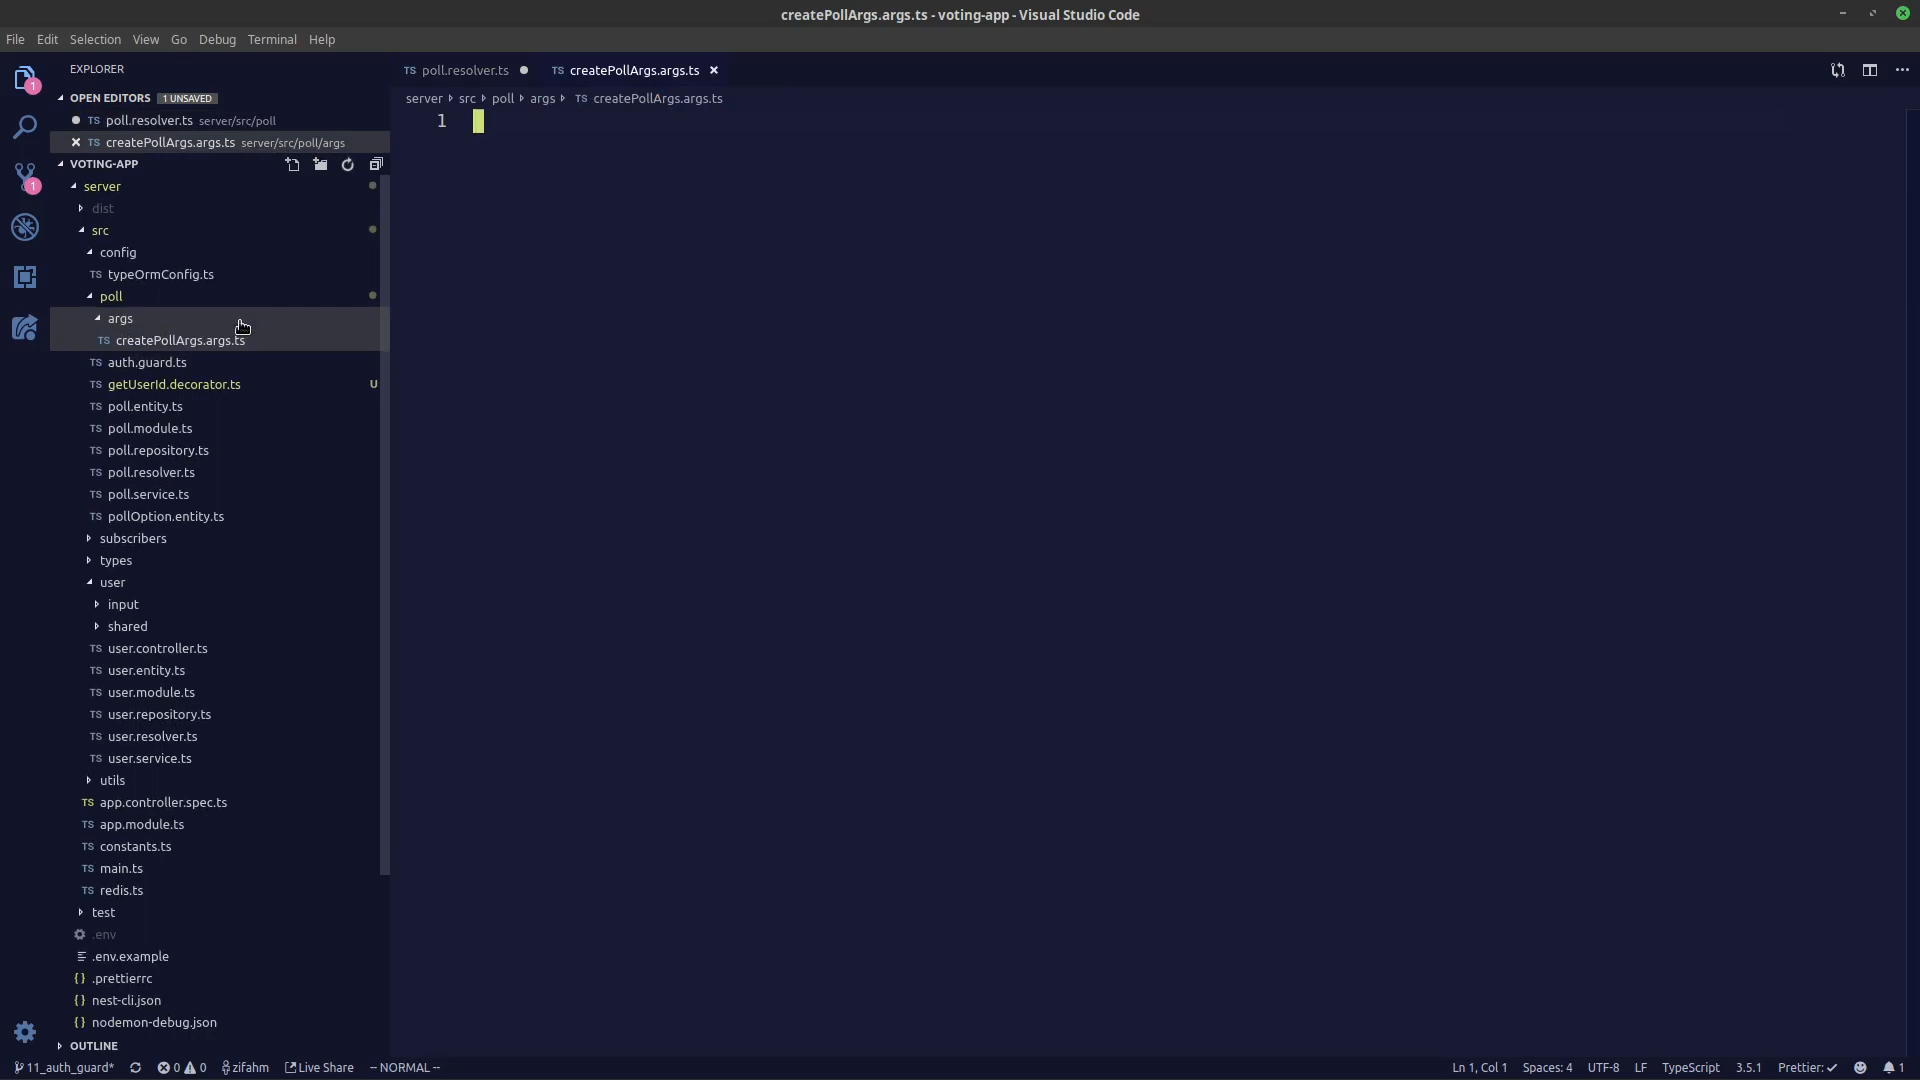 createPollArgs.args.ts - voting-app - Visual Studio Code
File Edit Selection View Go Debug Terminal Help
EXPLORER
OPEN EDITORS 1 UNSAVED
TS poll.resolver.ts server/src/poll
TS createPollArgs.args.ts server/src/poll/args
VOTING-APP
server
dist
src
config
TS typeOrmConfig.ts
poll
args
TS createPollArgs.args.ts
TS auth.guard.ts
TS getUserId.decorator.ts U
TS poll.entity.ts
TS poll.module.ts
TS poll.repository.ts
TS poll.resolver.ts
TS poll.service.ts
TS pollOption.entity.ts
subscribers
types
user
input
shared
TS user.controller.ts
TS user.entity.ts
TS user.module.ts
TS user.repository.ts
TS user.resolver.ts
TS user.service.ts
utils
TS app.controller.spec.ts
TS app.module.ts
TS constants.ts
TS main.ts
TS redis.ts
test
.env
.env.example
{} .prettierrc
{} nest-cli.json
{} nodemon-debug.json
OUTLINE
1
1
TS poll.resolver.ts TS createPollArgs.args.ts
server src poll args TS createPollArgs.args.ts
1
11_auth_guard* 0 0 zifahm Live Share -- NORMAL -- Ln 1, Col 1 Spaces: 4 UTF-8 LF TypeScript 3.5.1 Prettier: ✓ 1